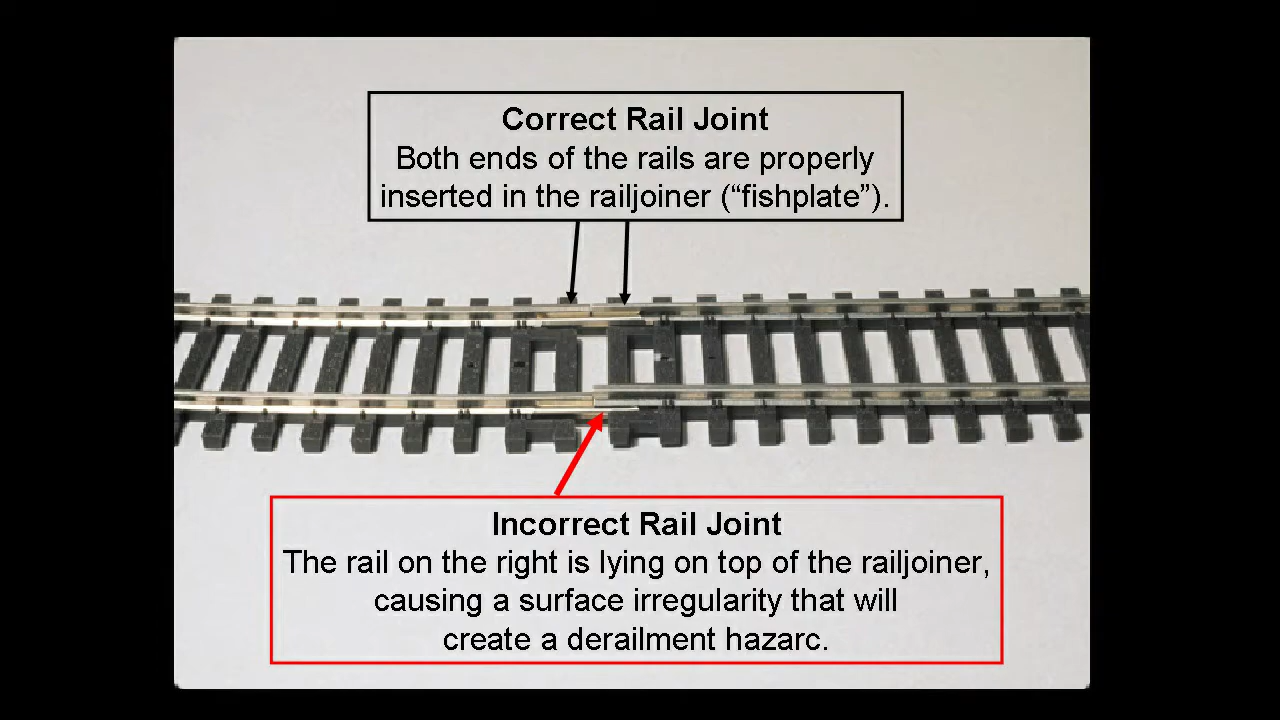 Correct Rail Joint
Both ends of the rails are properly
inserted in the railjoiner (“fishplate”).
Incorrect Rail Joint
The rail on the right is lying on top of the railjoiner,
causing a surface irregularity that will
create a derailment hazarc.